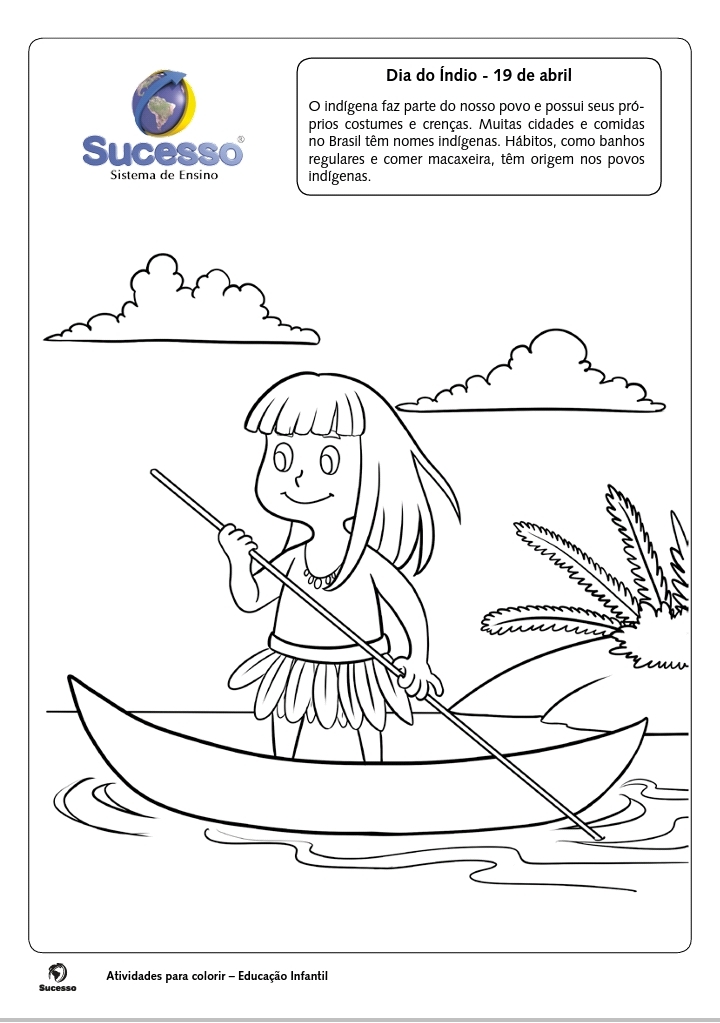 Sucesso®
Sistema de Ensino
Dia do Índio - 19 de abril
O indígena faz parte do nosso povo e possui seus pró-
prios costumes e crenças. Muitas cidades e comidas
no Brasil têm nomes indígenas. Hábitos, como banhos
regulares e comer macaxeira, têm origem nos povos
indígenas.
Sucesso
Atividades para colorir – Educação Infantil